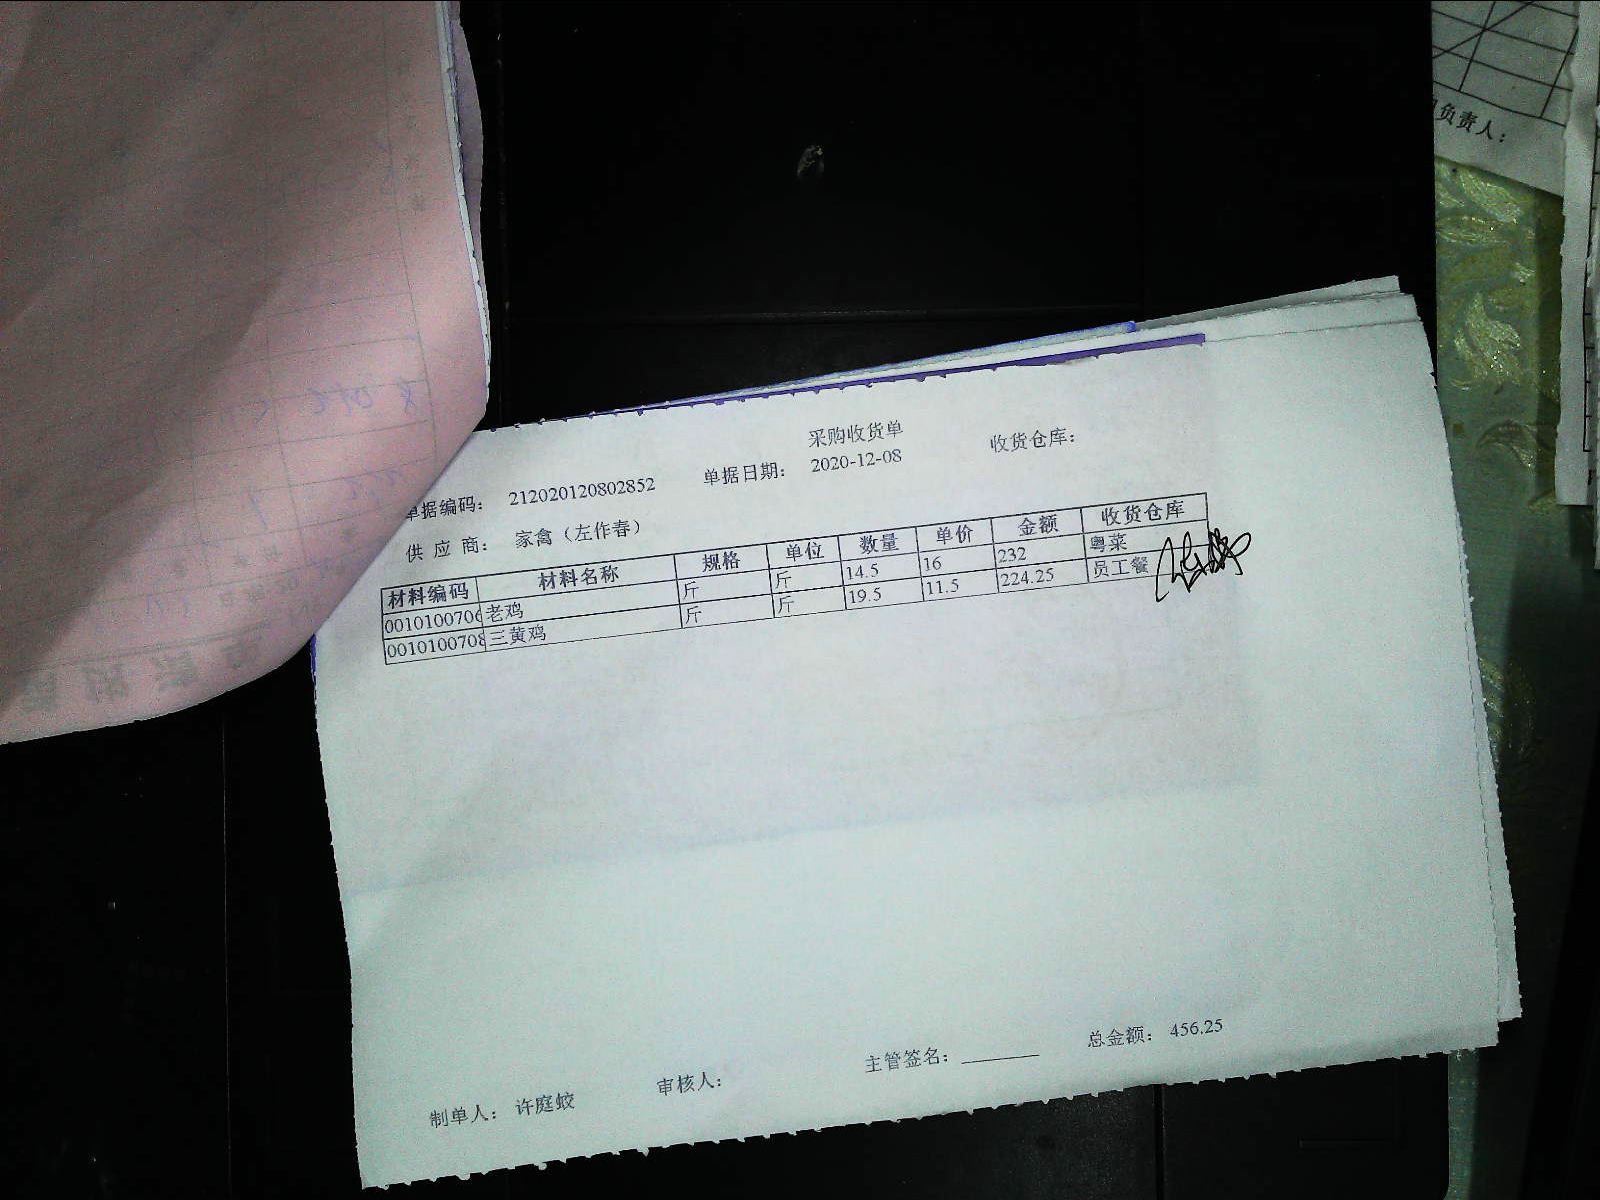 负责人：
采购收货单
单据编码： 212020120802852 单据日期： 2020-12-08 收货仓库：
供应商： 家禽（左作春）
材料编码 材料名称 规格 单位 数量 单价 金额 收货仓库
0010100706 老鸡 斤 斤 14.5 16 232 粤菜
0010100708 三黄鸡 斤 斤 19.5 11.5 224.25 员工餐
制单人： 许庭蛟 审核人： 主管签名： 总金额： 456.25